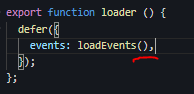 export function loader () {
defer({
events: loadEvents(),
});
};